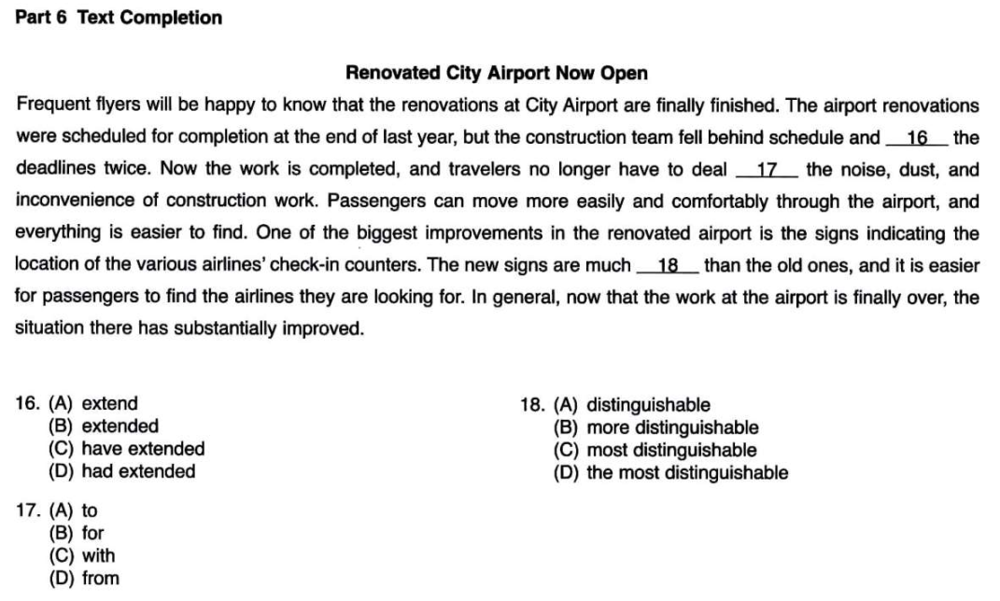 Part 6 Text Completion
Renovated City Airport Now Open
Frequent flyers will be happy to know that the renovations at City Airport are finally finished. The airport renovations
were scheduled for completion at the end of last year, but the construction team fell behind schedule and __16__ the
deadlines twice. Now the work is completed, and travelers no longer have to deal __17__ the noise, dust, and
inconvenience of construction work. Passengers can move more easily and comfortably through the airport, and
everything is easier to find. One of the biggest improvements in the renovated airport is the signs indicating the
location of the various airlines' check-in counters. The new signs are much __18__ than the old ones, and it is easier
for passengers to find the airlines they are looking for. In general, now that the work at the airport is finally over, the
situation there has substantially improved.
16. (A) extend
(B) extended
(C) have extended
(D) had extended
17. (A) to
(B) for
(C) with
(D) from
18. (A) distinguishable
(B) more distinguishable
(C) most distinguishable
(D) the most distinguishable